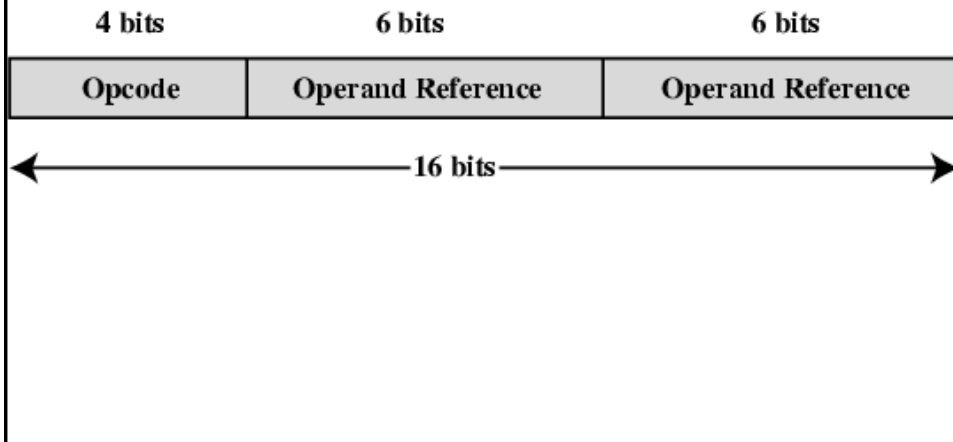 4 bits 6 bits 6 bits
Opcode Operand Reference Operand Reference
16 bits